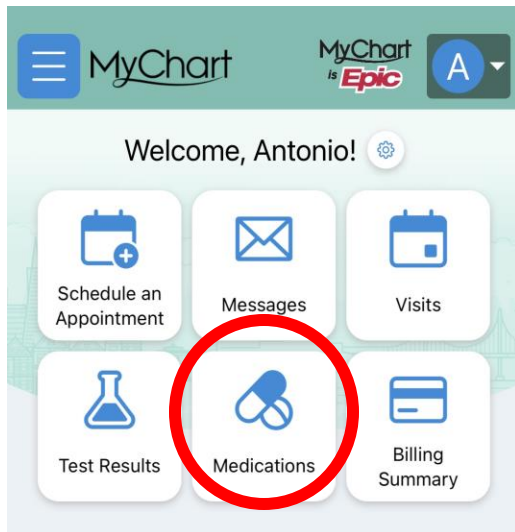 MyChart
MyChart
is Epic
A
Welcome, Antonio!
Schedule an
Appointment
Messages
Visits
Test Results
Medications
Billing
Summary